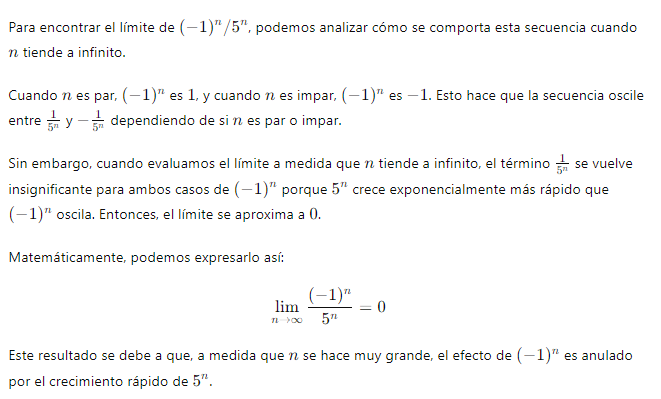 Para encontrar el límite de $(-1)^n/5^n$, podemos analizar cómo se comporta esta secuencia cuando
$n$ tiende a infinito.
Cuando $n$ es par, $(-1)^n$ es $1$, y cuando $n$ es impar, $(-1)^n$ es $-1$. Esto hace que la secuencia oscile
entre $\frac{1}{5^n}$ y $-\frac{1}{5^n}$ dependiendo de si $n$ es par o impar.
Sin embargo, cuando evaluamos el límite a medida que $n$ tiende a infinito, el término $\frac{1}{5^n}$ se vuelve
insignificante para ambos casos de $(-1)^n$ porque $5^n$ crece exponencialmente más rápido que
$(-1)^n$ oscila. Entonces, el límite se aproxima a $0$.
Matemáticamente, podemos expresarlo así:
$\lim_{n \to \infty} \frac{(-1)^n}{5^n} = 0$
Este resultado se debe a que, a medida que $n$ se hace muy grande, el efecto de $(-1)^n$ es anulado
por el crecimiento rápido de $5^n$.